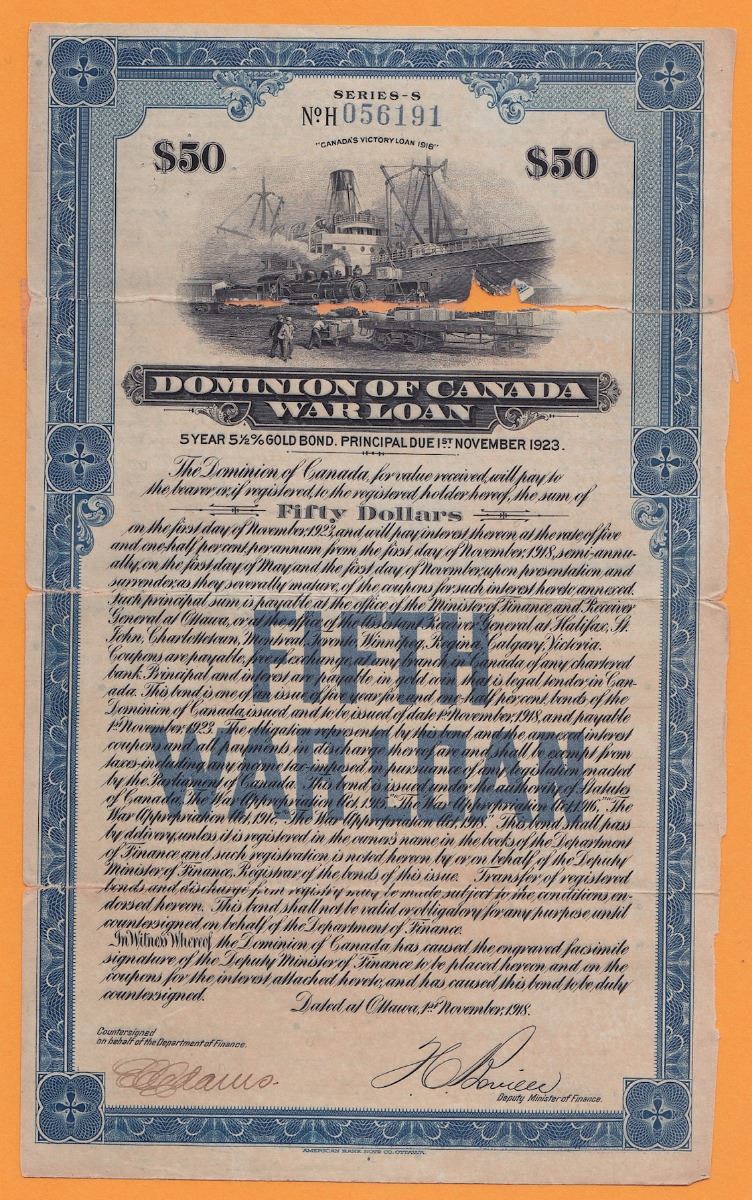 SERIES-S
No H 056191
"CANADA'S VICTORY LOAN 1918"
$50 $50
DOMINION OF CANADA
WAR LOAN
5 YEAR 5½% GOLD BOND. PRINCIPAL DUE 1ST NOVEMBER 1923.
The Dominion of Canada, for value received, will pay to
the bearer or, if registered, to the registered holder hereof, the sum of
Fifty Dollars
on the first day of November, 1923, and will pay interest thereon at the rate of five
and one-half per cent, per annum from the first day of November, 1918, semi-annu-
ally, on the first day of May and the first day of November, upon presentation and
surrender, as they severally mature, of the coupons for such interest hereto annexed.
Such principal sum is payable at the office of the Minister of Finance and Receiver
General at Ottawa, or at the office of the Assistant Receiver General at Halifax, St.
John, Charlottetown, Montreal, Toronto, Winnipeg, Regina, Calgary, Victoria.
Coupons are payable, free of exchange, at any branch in Canada of any chartered
bank. Principal and interest are payable in gold coin that is legal tender in Can-
ada. This bond is one of an issue of five year five and one-half per cent, bonds of the
Dominion of Canada, issued and to be issued of date 1st November, 1918, and payable
1st November, 1923. The obligation represented by this bond and the annexed interest
coupons and all payments in discharge thereof are and shall be exempt from
taxes-including any income tax-imposed in pursuance of any legislation enacted
by the Parliament of Canada. This bond is issued under the authority of Statutes
of Canada, The War Appropriation Act, 1915," "The War Appropriation Act, 1916," "The
War Appropriation Act, 1917," "The War Appropriation Act, 1918." This bond shall pass
by delivery, unless it is registered in the owner's name in the books of the Department
of Finance and such registration is noted hereon by or on behalf of the Deputy
Minister of Finance, Registrar of the bonds of this issue. Transfer of registered
bonds and discharge from registry may be made subject to the conditions en-
dorsed hereon. This bond shall not be valid or obligatory for any purpose until
countersigned on behalf of the Department of Finance.
In Witness Whereof the Dominion of Canada has caused the engraved facsimile
signature of the Deputy Minister of Finance to be placed hereon and on the
coupons for the interest attached hereto, and has caused this bond to be duly
countersigned.
Dated at Ottawa, 1st November, 1918.
FIFTH
WAR LOAN
Countersigned
on behalf of the Department of Finance.
Deputy Minister of Finance.
AMERICAN BANK NOTE CO. OTTAWA.